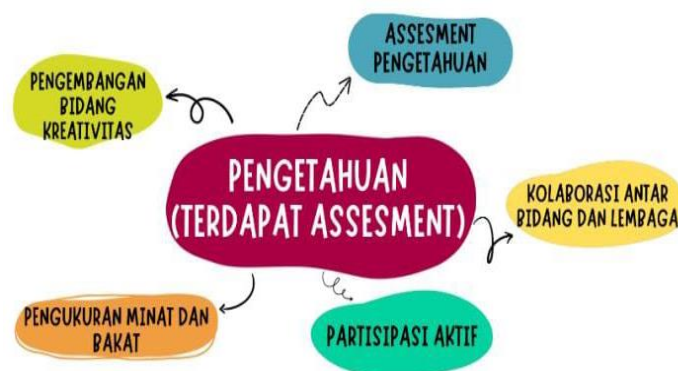 ASSESMENT
PENGETAHUAN
PENGEMBANGAN
BIDANG
KREATIVITAS
PENGETAHUAN
(TERDAPAT ASSESMENT)
KOLABORASI ANTAR
BIDANG DAN LEMBAGA
PENGUKURAN MINAT DAN
BAKAT
PARTISIPASI AKTIF